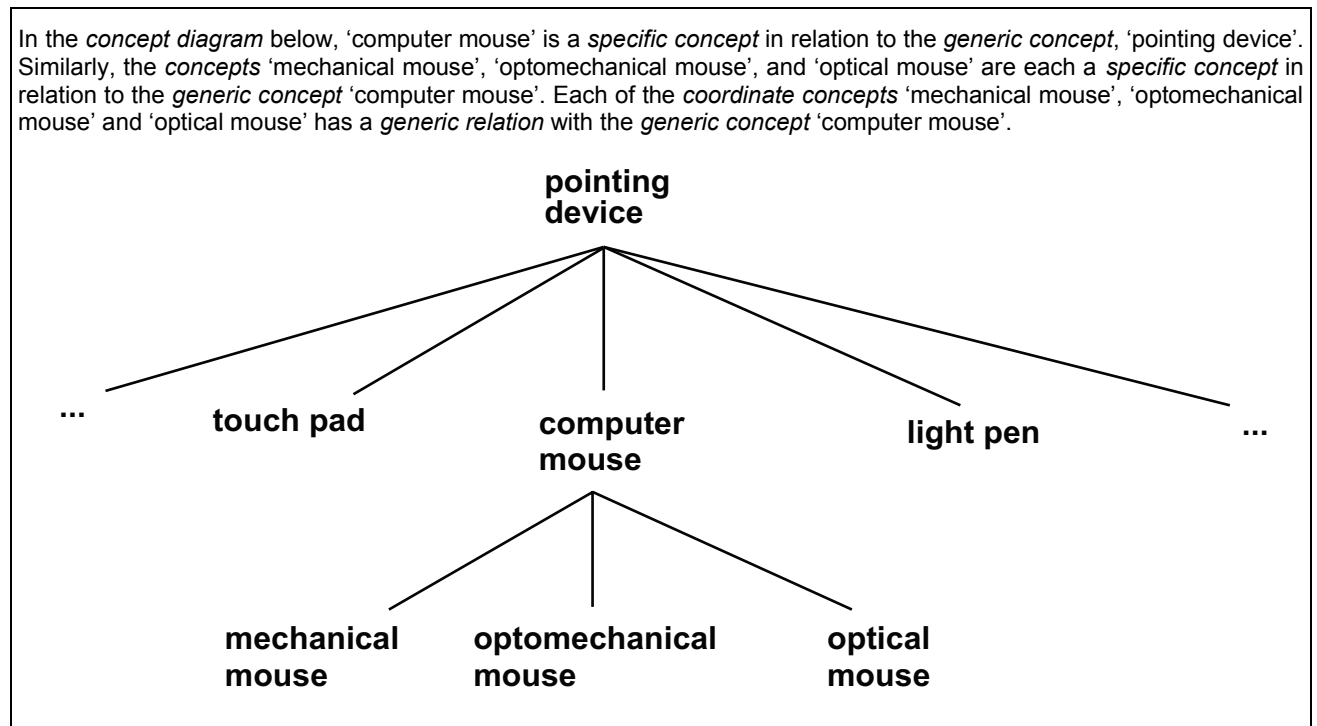 In the concept diagram below, ‘computer mouse’ is a specific concept in relation to the generic concept, ‘pointing device’.
Similarly, the concepts ‘mechanical mouse’, ‘optomechanical mouse’, and ‘optical mouse’ are each a specific concept in
relation to the generic concept ‘computer mouse’. Each of the coordinate concepts ‘mechanical mouse’, ‘optomechanical
mouse’ and ‘optical mouse’ has a generic relation with the generic concept ‘computer mouse’.
pointing
device
...
touch pad
computer
mouse
light pen
...
mechanical
mouse
optomechanical
mouse
optical
mouse